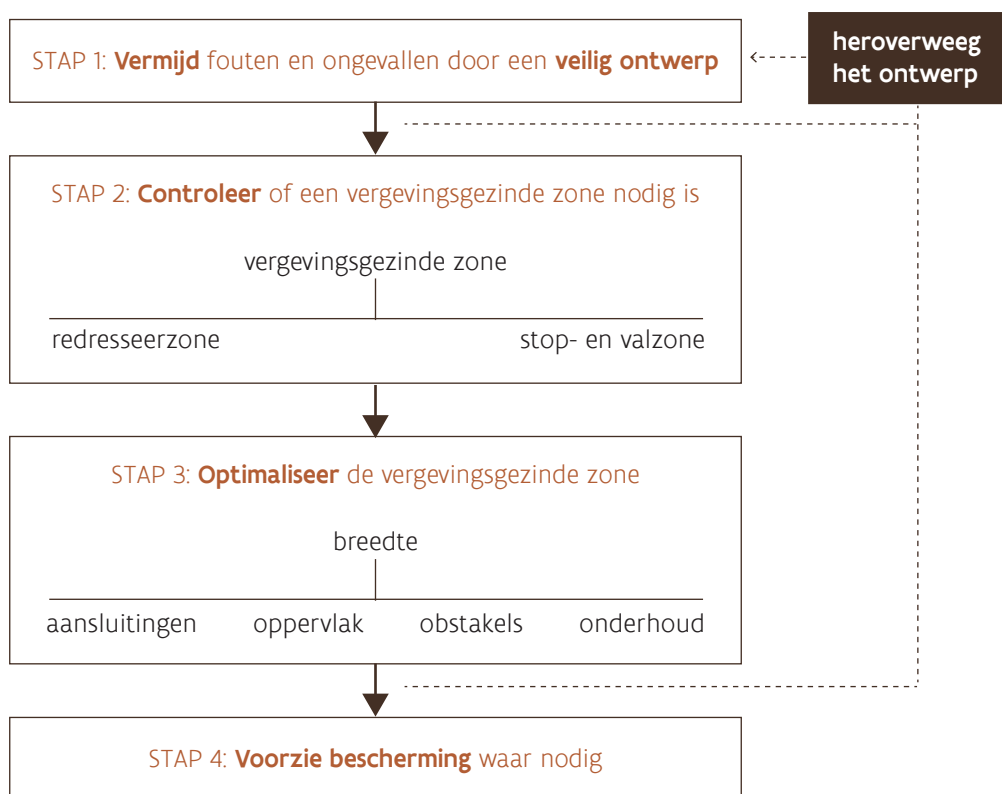 STAP 1: Vermijd fouten en ongevallen door een veilig ontwerp
heroverweeg
het ontwerp
STAP 2: Controleer of een vergevingsgezinde zone nodig is
vergevingsgezinde zone
redresseerzone
stop- en valzone
STAP 3: Optimaliseer de vergevingsgezinde zone
breedte
aansluitingen
oppervlak
obstakels
onderhoud
STAP 4: Voorzie bescherming waar nodig